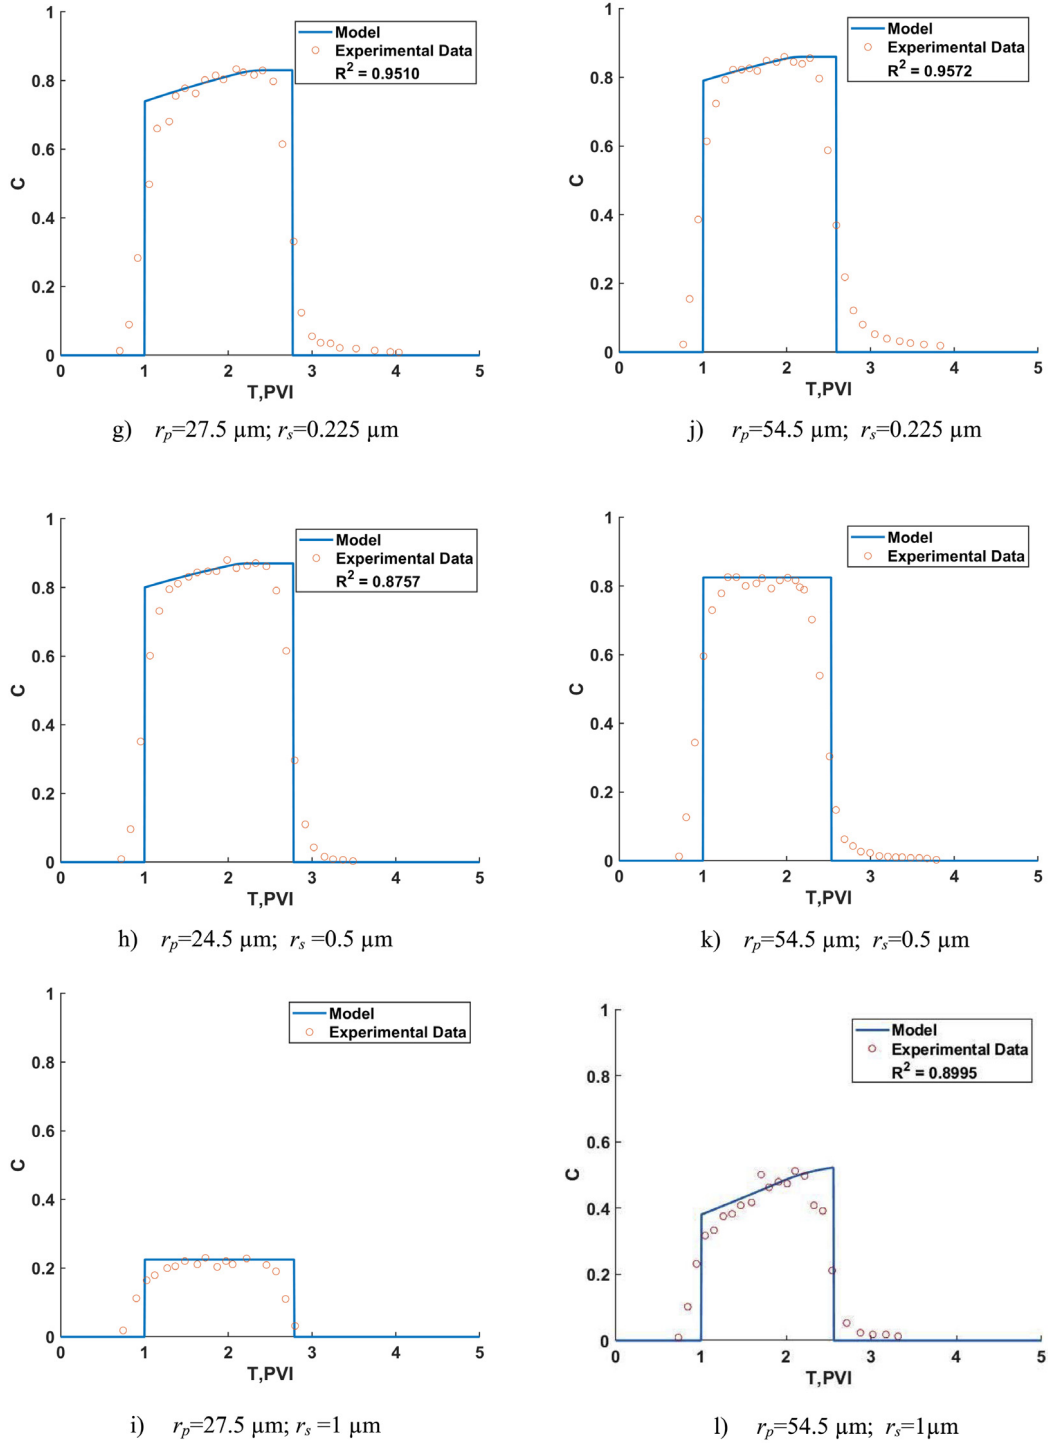 1
0.8
0.6
0.4
0.2
0
C
0 1 2 3 4 5
T,PVI
Model
Experimental Data
R² = 0.9510
g) rp=27.5 µm; rs=0.225 µm
1
0.8
0.6
0.4
0.2
0
C
0 1 2 3 4 5
T,PVI
Model
Experimental Data
R² = 0.9572
j) rp=54.5 µm; rs=0.225 µm
1
0.8
0.6
0.4
0.2
0
C
0 1 2 3 4 5
T,PVI
Model
Experimental Data
R² = 0.8757
h) rp=24.5 µm; rs =0.5 µm
1
0.8
0.6
0.4
0.2
0
C
0 1 2 3 4 5
T,PVI
Model
Experimental Data
k) rp=54.5 µm; rs=0.5 µm
1
0.8
0.6
0.4
0.2
0
C
0 1 2 3 4 5
T,PVI
Model
Experimental Data
i) rp=27.5 µm; rs =1 µm
1
0.8
0.6
0.4
0.2
0
C
0 1 2 3 4 5
T,PVI
Model
Experimental Data
R² = 0.8995
l) rp=54.5 µm; rs=1µm